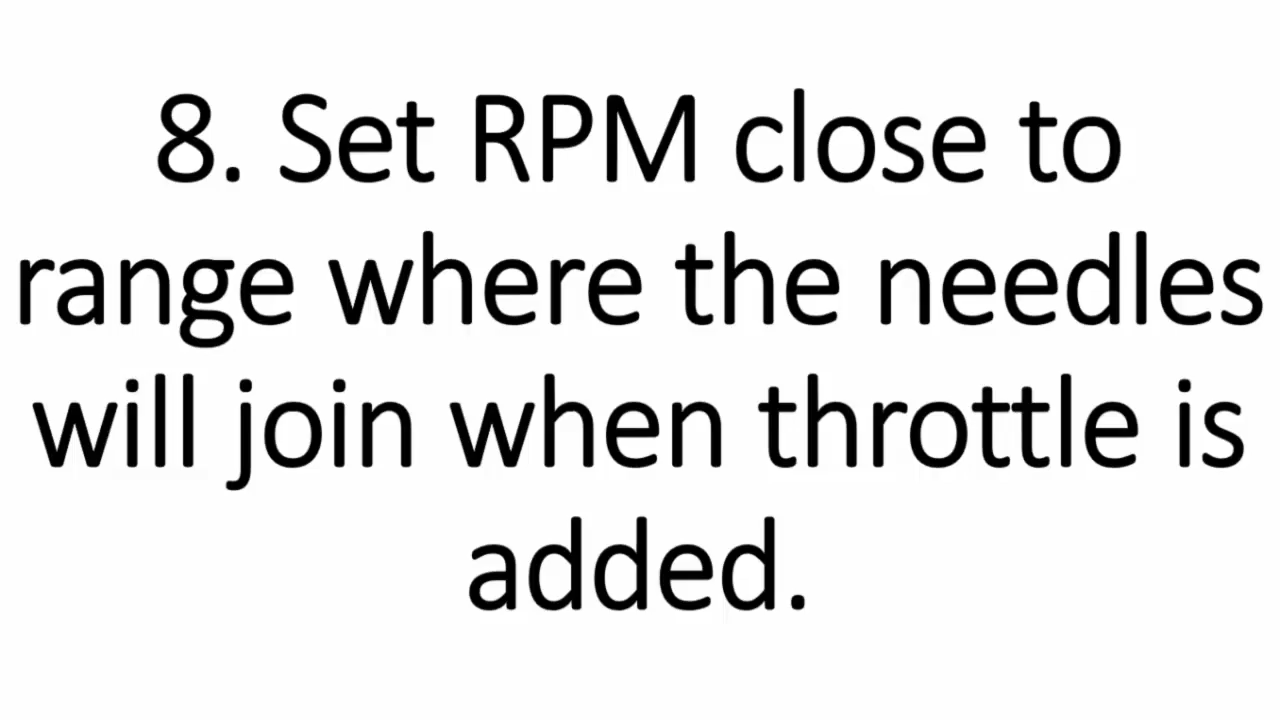 8. Set RPM close to
range where the needles
will join when throttle is
added.